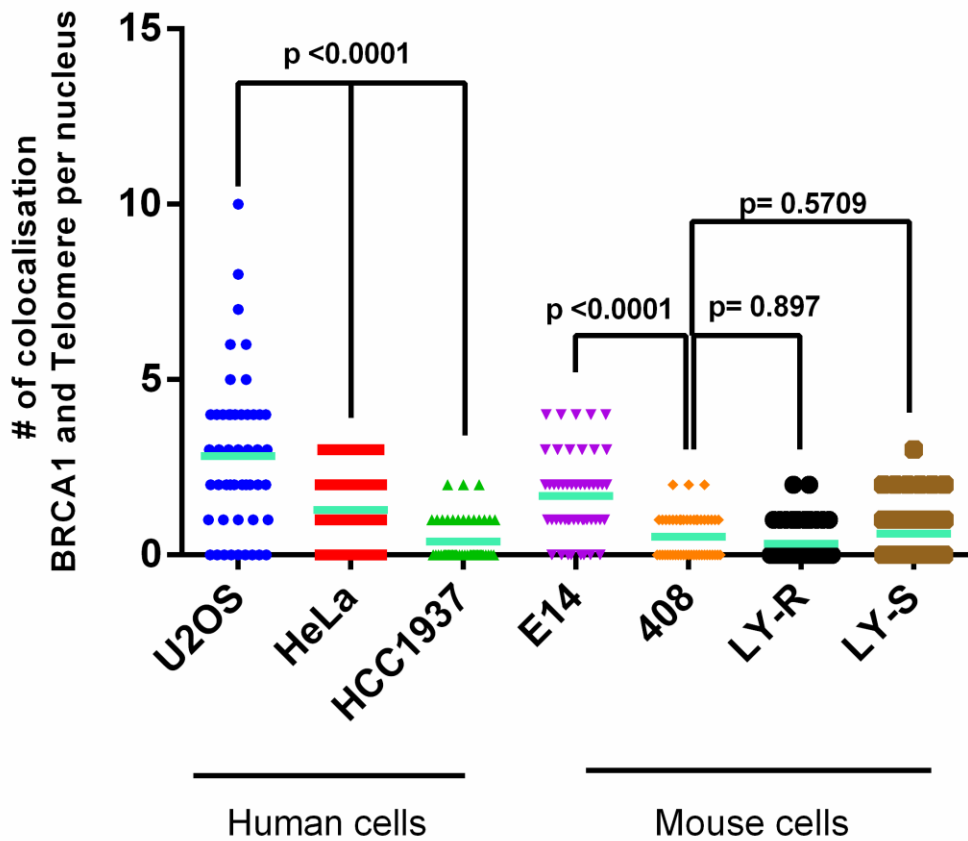 # of colocalisation
BRCA1 and Telomere per nucleus
15
10
5
0
p <0.0001
p= 0.5709
p <0.0001
p= 0.897
U2OS
HeLa
HCC1937
E14
408
LY-R
LY-S
Human cells
Mouse cells